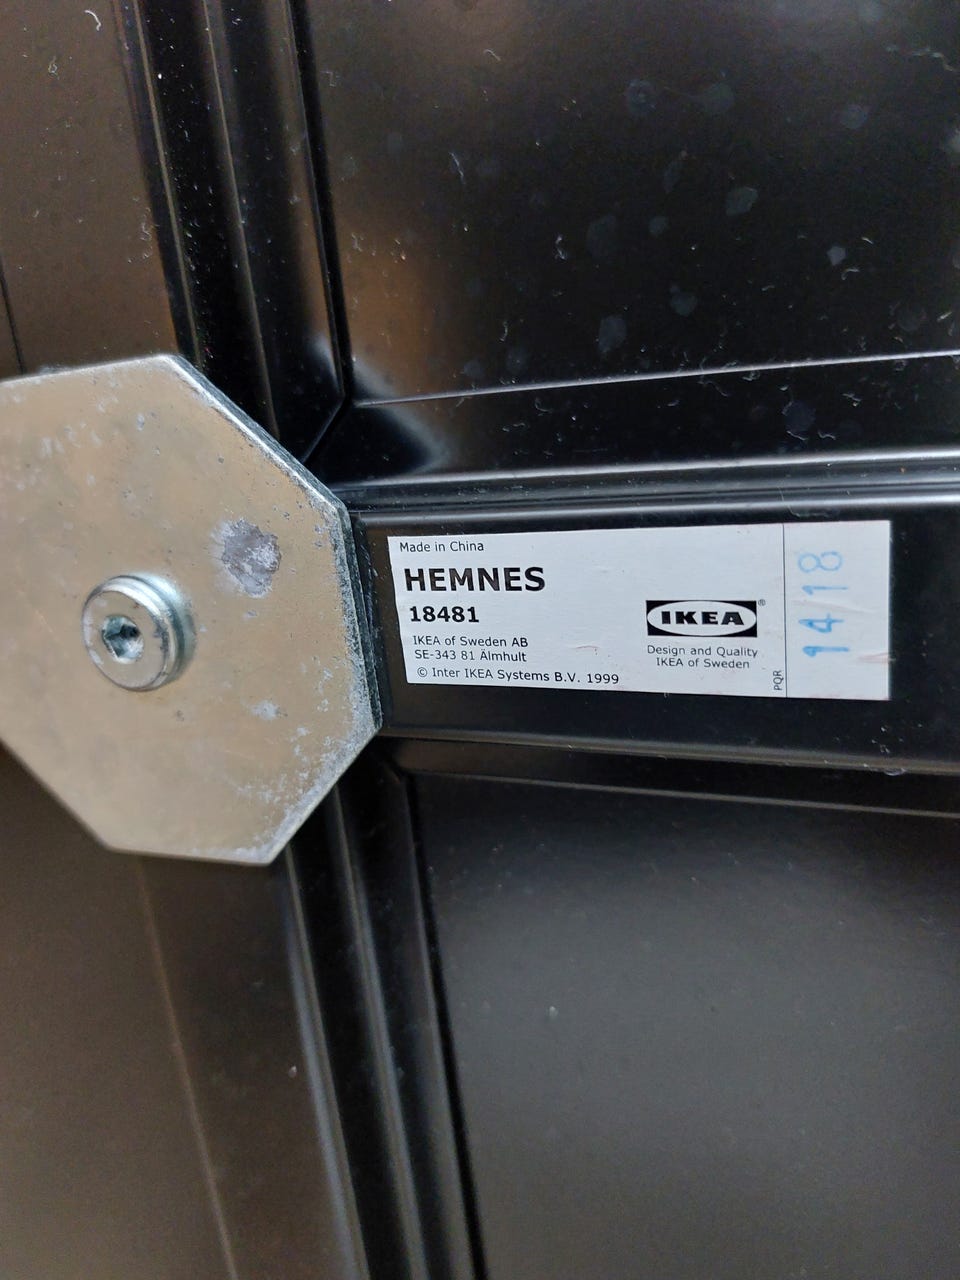 Made in China
HEMNES
18481
IKEA of Sweden AB
SE-343 81 Älmhult
© Inter IKEA Systems B.V. 1999
IKEA®
Design and Quality
IKEA of Sweden
PQR
1418